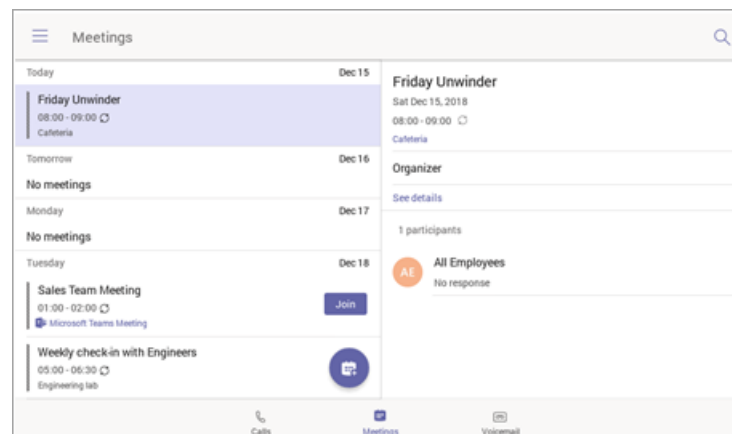 Meetings
Today Dec 15
Friday Unwinder
08:00 - 09:00
Cafeteria
Tomorrow Dec 16
No meetings
Monday Dec 17
No meetings
Tuesday Dec 18
Sales Team Meeting
01:00 - 02:00
Microsoft Teams Meeting
Join
Weekly check-in with Engineers
05:00 - 06:30
Engineering lab
Friday Unwinder
Sat Dec 15, 2018
08:00 - 09:00
Cafeteria
Organizer
See details
1 participants
AE
All Employees
No response
Calls
Meetings
Voicemail